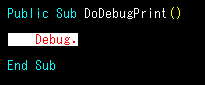 Public Sub DoDebugPrint()
Debug.
End Sub